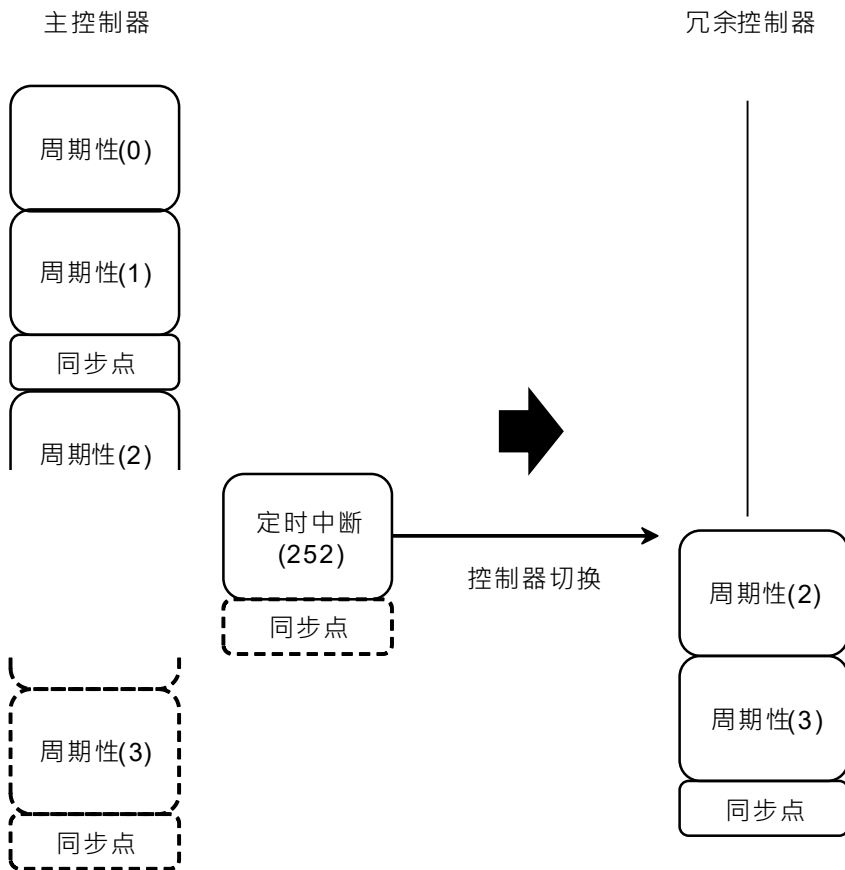 主控制器
冗余控制器
周期性(0)
周期性(1)
同步点
周期性(2)
定时中断
(252)
控制器切换
同步点
周期性(3)
同步点
周期性(2)
周期性(3)
同步点